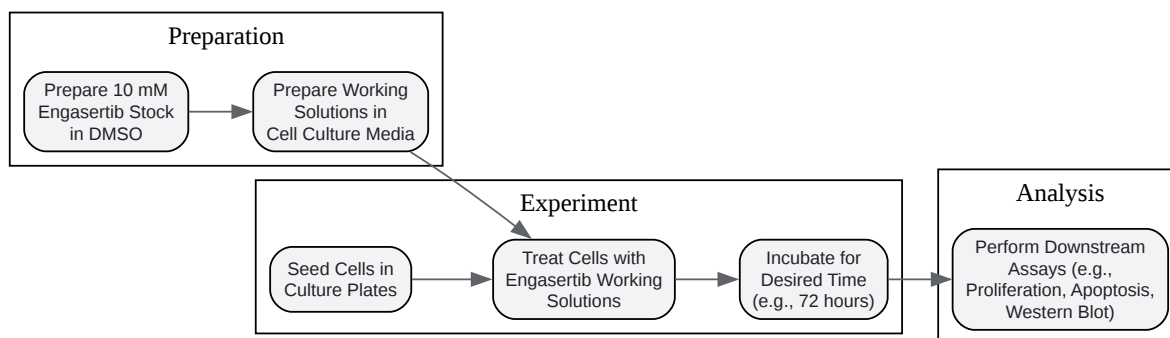 Preparation
Prepare 10 mM
Engasertib Stock
in DMSO
Prepare Working
Solutions in
Cell Culture Media
Experiment
Seed Cells in
Culture Plates
Treat Cells with
Engasertib Working
Solutions
Incubate for
Desired Time
(e.g., 72 hours)
Analysis
Perform Downstream
Assays (e.g.,
Proliferation, Apoptosis,
Western Blot)